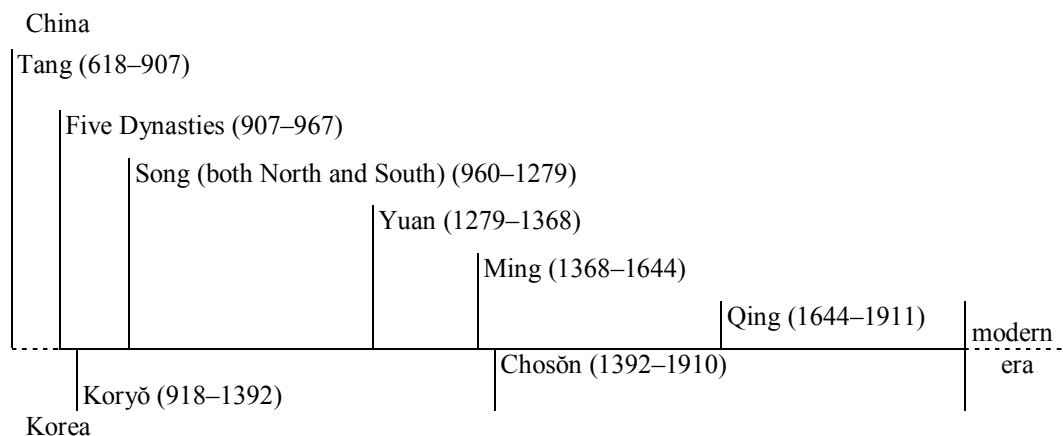 China
Tang (618–907)
Five Dynasties (907–967)
Song (both North and South) (960–1279)
Yuan (1279–1368)
Ming (1368–1644)
Qing (1644–1911)
modern
era
Chosŏn (1392–1910)
Koryŏ (918–1392)
Korea